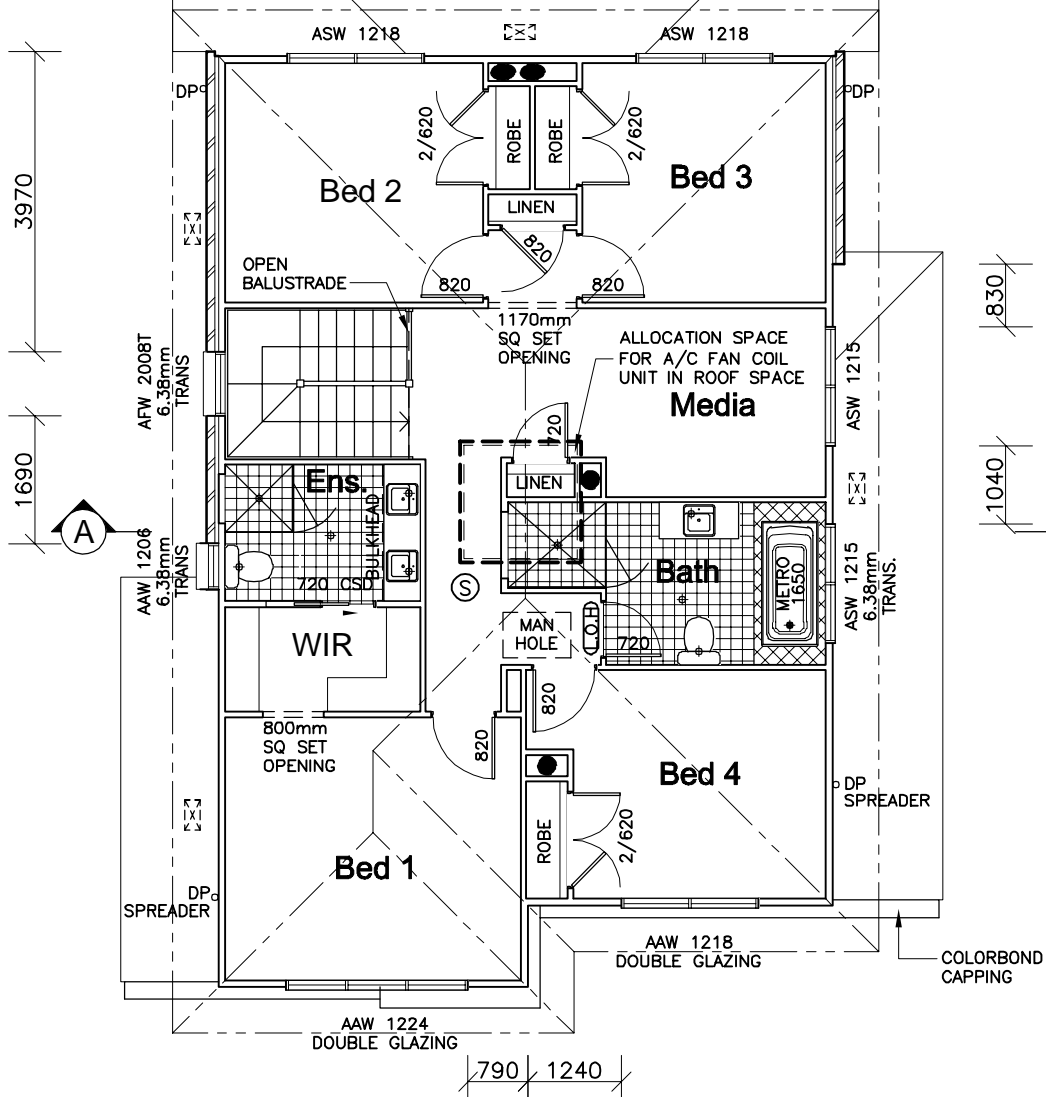 ASW 1218
ASW 1218
DP
DP
2/620
ROBE
ROBE
2/620
3970
Bed 2
Bed 3
LINEN
820
OPEN
BALUSTRADE
820
820
830
1170mm
SQ SET
OPENING
ALLOCATION SPACE
FOR A/C FAN COIL
UNIT IN ROOF SPACE
AFW 2008T
6.38mm
TRANS
ASW 1215
Media
720
1690
Ens.
LINEN
1040
BULKHEAD
A
AAW 1206
6.38mm
TRANS
720 CSD
S
Bath
METRO
1650
ASW 1215
6.38mm
TRANS.
WIR
MAN
HOLE
L.O.H
720
820
800mm
SQ SET
OPENING
820
Bed 4
DP
SPREADER
ROBE
2/620
Bed 1
DP
SPREADER
AAW 1218
DOUBLE GLAZING
COLORBOND
CAPPING
AAW 1224
DOUBLE GLAZING
790
1240